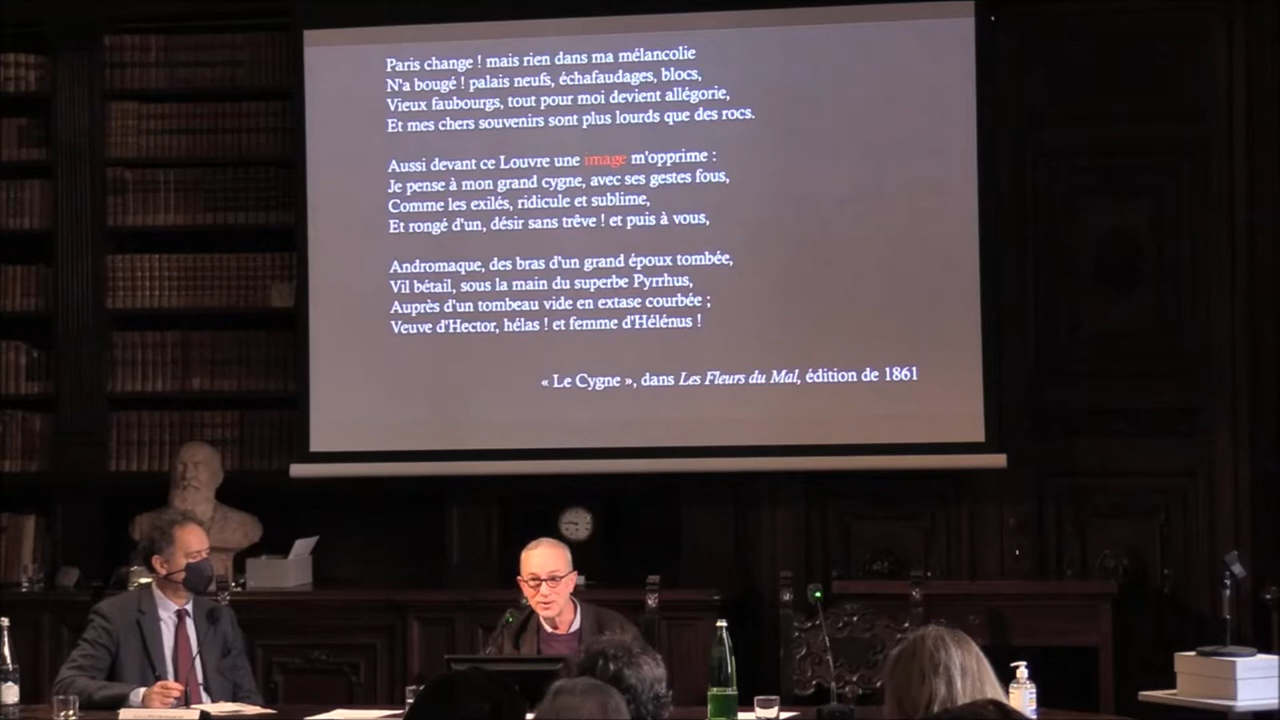 Paris change ! mais rien dans ma mélancolie
N'a bougé ! palais neufs, échafaudages, blocs,
Vieux faubourgs, tout pour moi devient allégorie,
Et mes chers souvenirs sont plus lourds que des rocs.
Aussi devant ce Louvre une image m'opprime :
Je pense à mon grand cygne, avec ses gestes fous,
Comme les exilés, ridicule et sublime,
Et rongé d'un, désir sans trêve ! et puis à vous,
Andromaque, des bras d'un grand époux tombée,
Vil bétail, sous la main du superbe Pyrrhus,
Auprès d'un tombeau vide en extase courbée ;
Veuve d'Hector, hélas ! et femme d'Hélénus !
« Le Cygne », dans Les Fleurs du Mal, édition de 1861